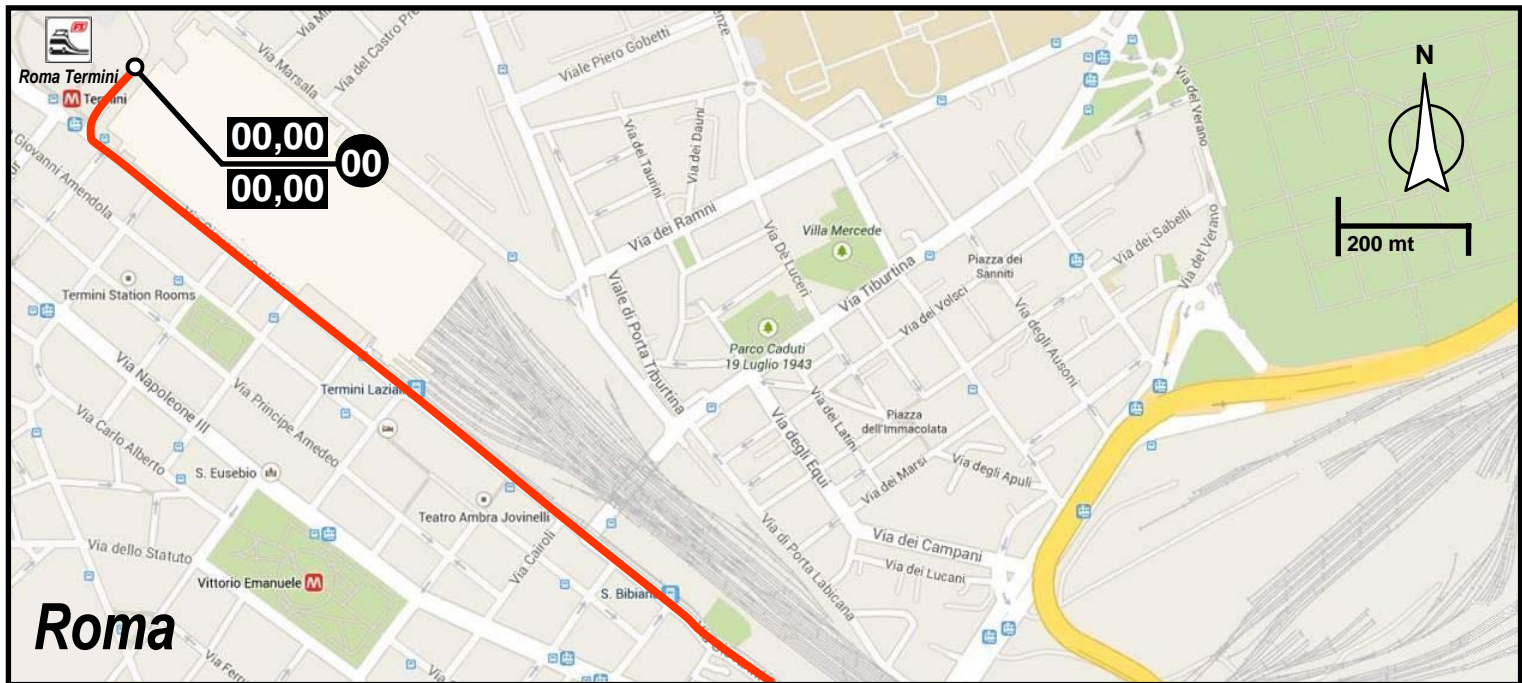 FS
Roma Termini
Termini
00,00
00
00,00
Via Marsala
Via del Castro Pre
Viale Piero Gobetti
Giovanni Amendola
Via dei Taurini
Via dei Dauni
Via dei Ramni
Via Dè Luceri
Villa Mercede
Via Tiburtina
Viale di Porta Tiburtina
Parco Caduti
19 Luglio 1943
Piazza dei
Sanniti
Via dei Sabelli
Via dei Volsci
Via degli Ausoni
Via del Verano
Via del Verano
N
200 mt
Termini Station Rooms
Via Napoleone III
Via Principe Amedeo
Via Carlo Alberto
Termini Laziali
S. Eusebio
Teatro Ambra Jovinelli
Via Cairoli
Via dello Statuto
Vittorio Emanuele
S. Bibiana
Via dei Latini
Via degli Equi
Piazza
dell'Immacolata
Via dei Marsi
Via degli Apuli
Via dei Campani
Via dei Lucani
Via di Porta Labicana
Roma